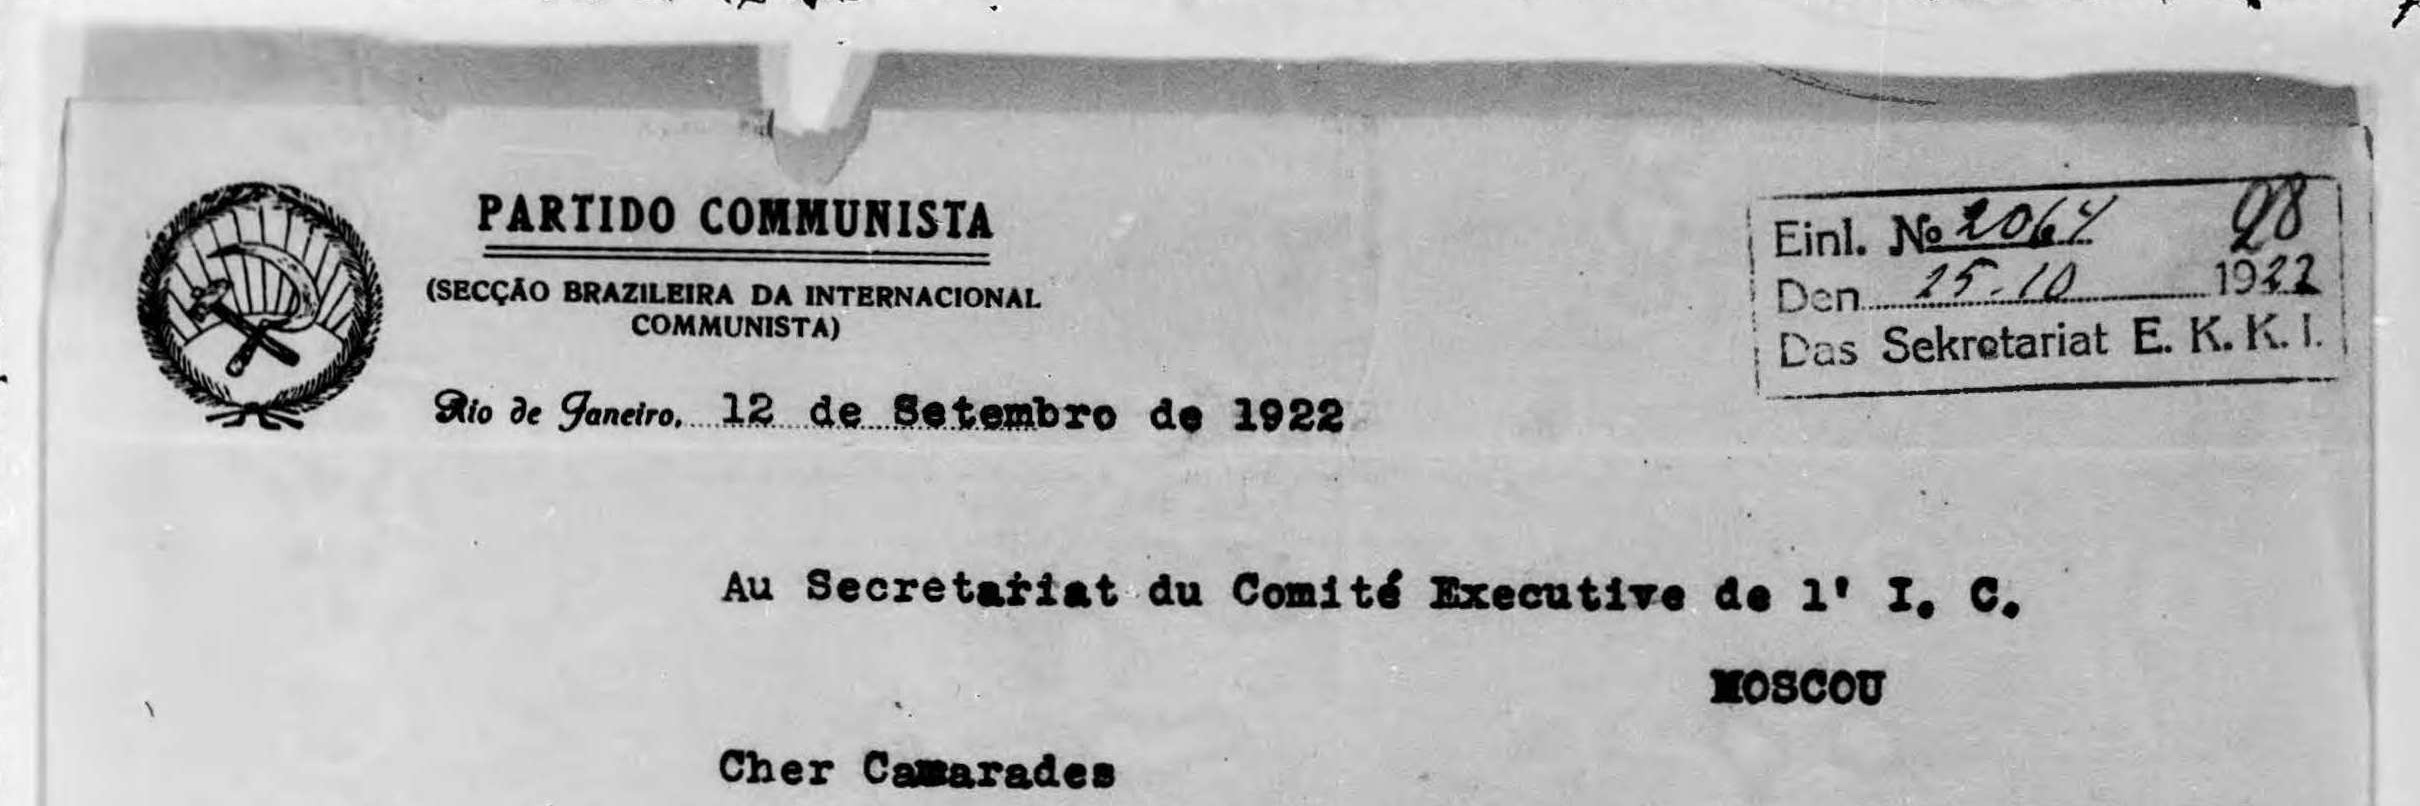 PARTIDO COMMUNISTA
(SECÇÃO BRAZILEIRA DA INTERNACIONAL
COMMUNISTA)
Rio de Janeiro, 12 de Setembro de 1922
Einl. No 2064 98
Den 25.10 1922
Das Sekretariat E. K. K. I.
Au Secretariat du Comité Executive de l' I. C.
MOSCOU
Cher Camarades